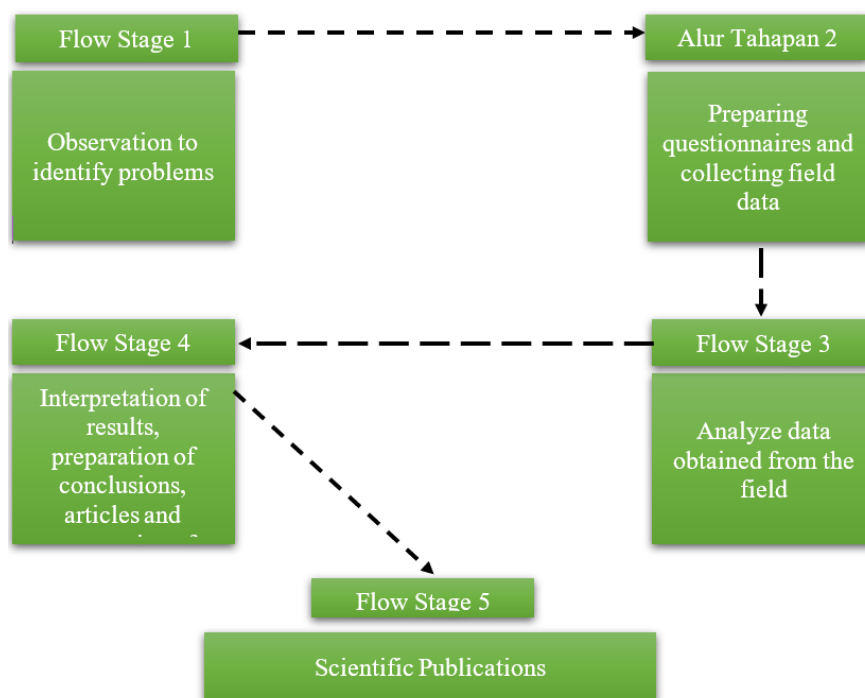 Flow Stage 1
Alur Tahapan 2
Observation to
identify problems
Preparing
questionnaires and
collecting field
data
Flow Stage 3
Analyze data
obtained from the
field
Flow Stage 4
Interpretation of
results,
preparation of
conclusions,
articles and
Flow Stage 5
Scientific Publications